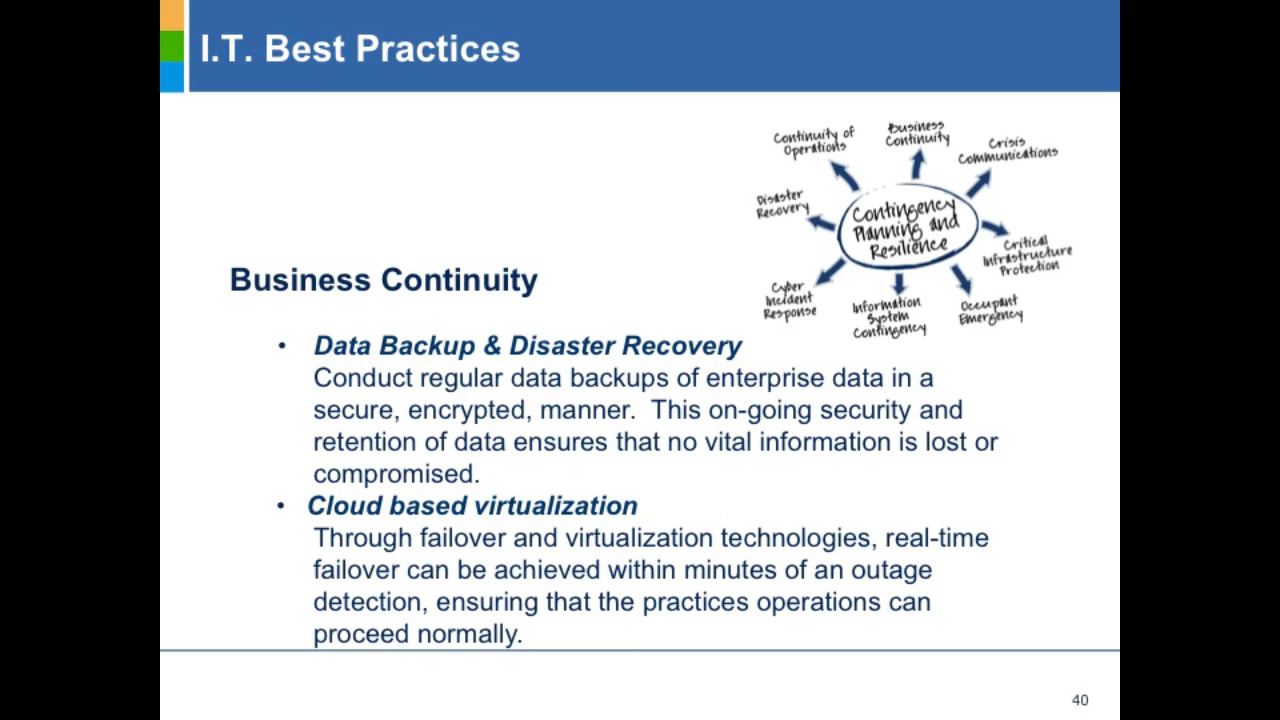 I.T. Best Practices
Continuity of
Operations
Business
Continuity
Crisis
Communications
Disaster
Recovery
Contingency
Planning and
Resilience
Critical
Infrastructure
Protection
Cyber
Incident
Response
Information
System
Contingency
Occupant
Emergency
Business Continuity
• Data Backup & Disaster Recovery
Conduct regular data backups of enterprise data in a
secure, encrypted, manner.  This on-going security and
retention of data ensures that no vital information is lost or
compromised.
• Cloud based virtualization
Through failover and virtualization technologies, real-time
failover can be achieved within minutes of an outage
detection, ensuring that the practices operations can
proceed normally.
40